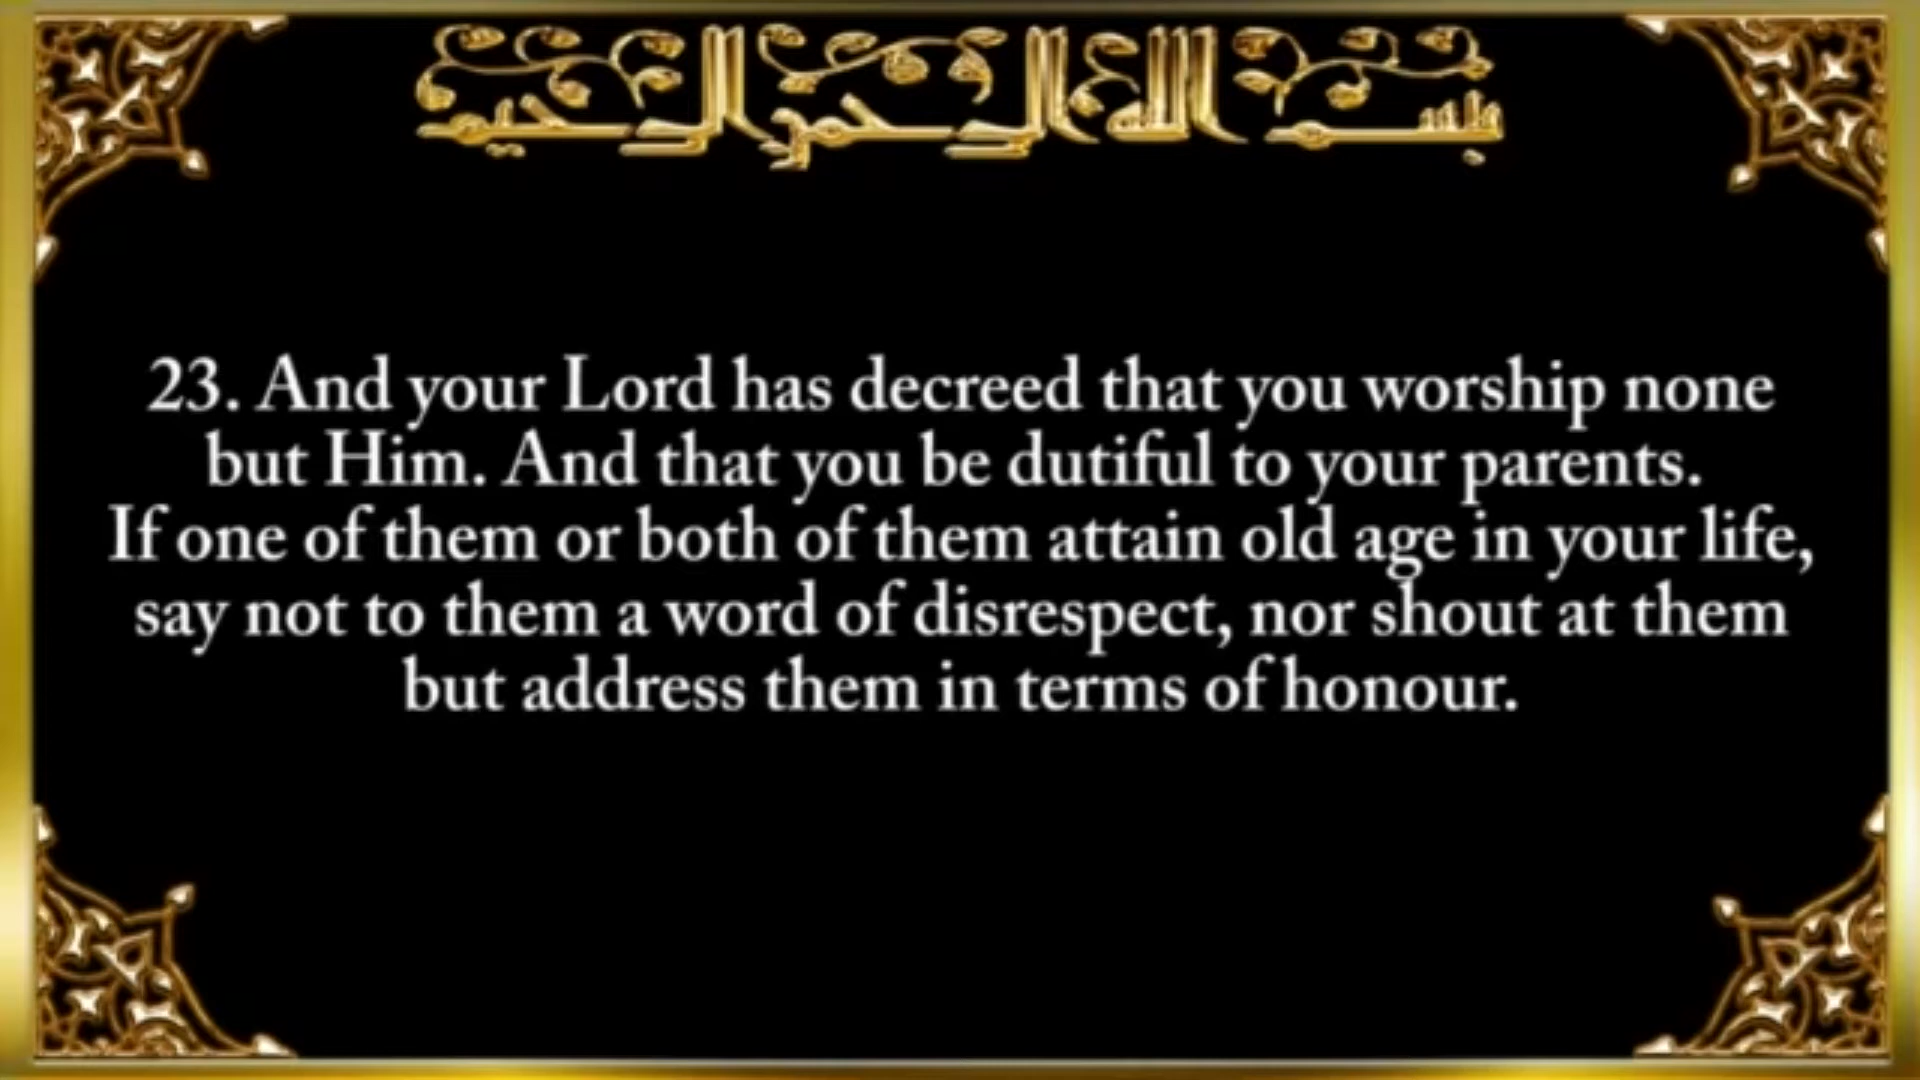 بسم الله الرحمن الرحيم
23. And your Lord has decreed that you worship none
but Him. And that you be dutiful to your parents.
If one of them or both of them attain old age in your life,
say not to them a word of disrespect, nor shout at them
but address them in terms of honour.